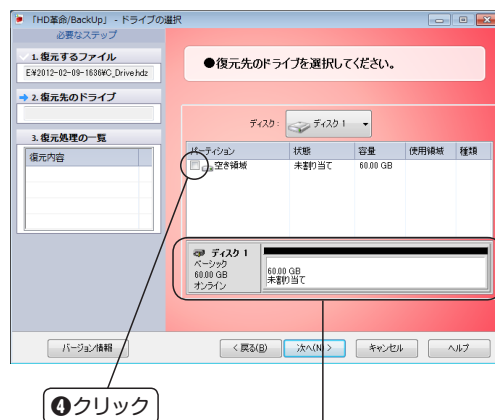 「HD革命/BackUp」 - ドライブの選択
必要なステップ
1.復元するファイル
E:¥2012-02-09-1636¥C_Drive.hdz
2.復元先のドライブ
3.復元処理の一覧
復元内容
●復元先のドライブを選択してください。
ディスク: ディスク 1
パーティション 状態 容量 使用領域 種類
空き領域 未割り当て 60.00 GB
ディスク 1
ベーシック
60.00 GB
オンライン
60.00 GB
未割り当て
バージョン情報 < 戻る(B) 次へ(N) > キャンセル ヘルプ
❹クリック